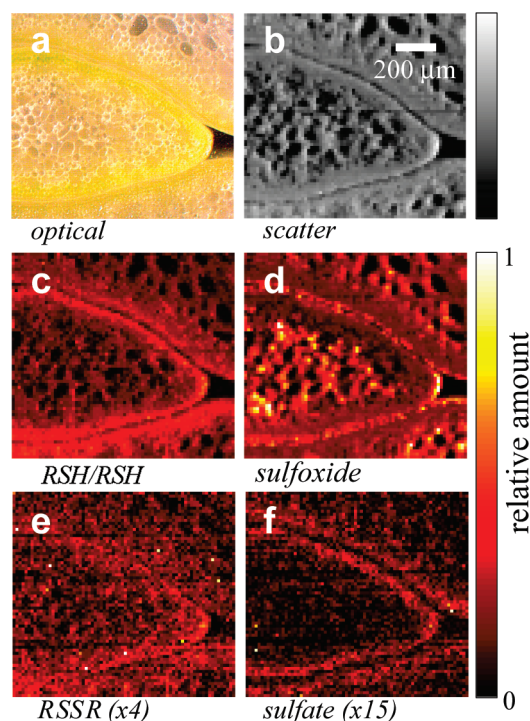 a
b
200 µm
optical
scatter
c
d
1
RSH/RSH
sulfoxide
relative amount
e
f
0
RSSR (x4)
sulfate (x15)